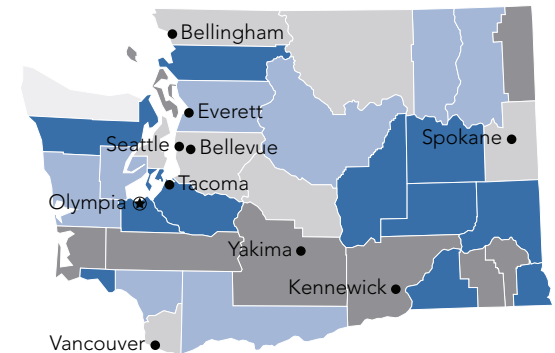 Bellingham
Everett
Seattle
Bellevue
Spokane
Tacoma
Olympia
Yakima
Kennewick
Vancouver